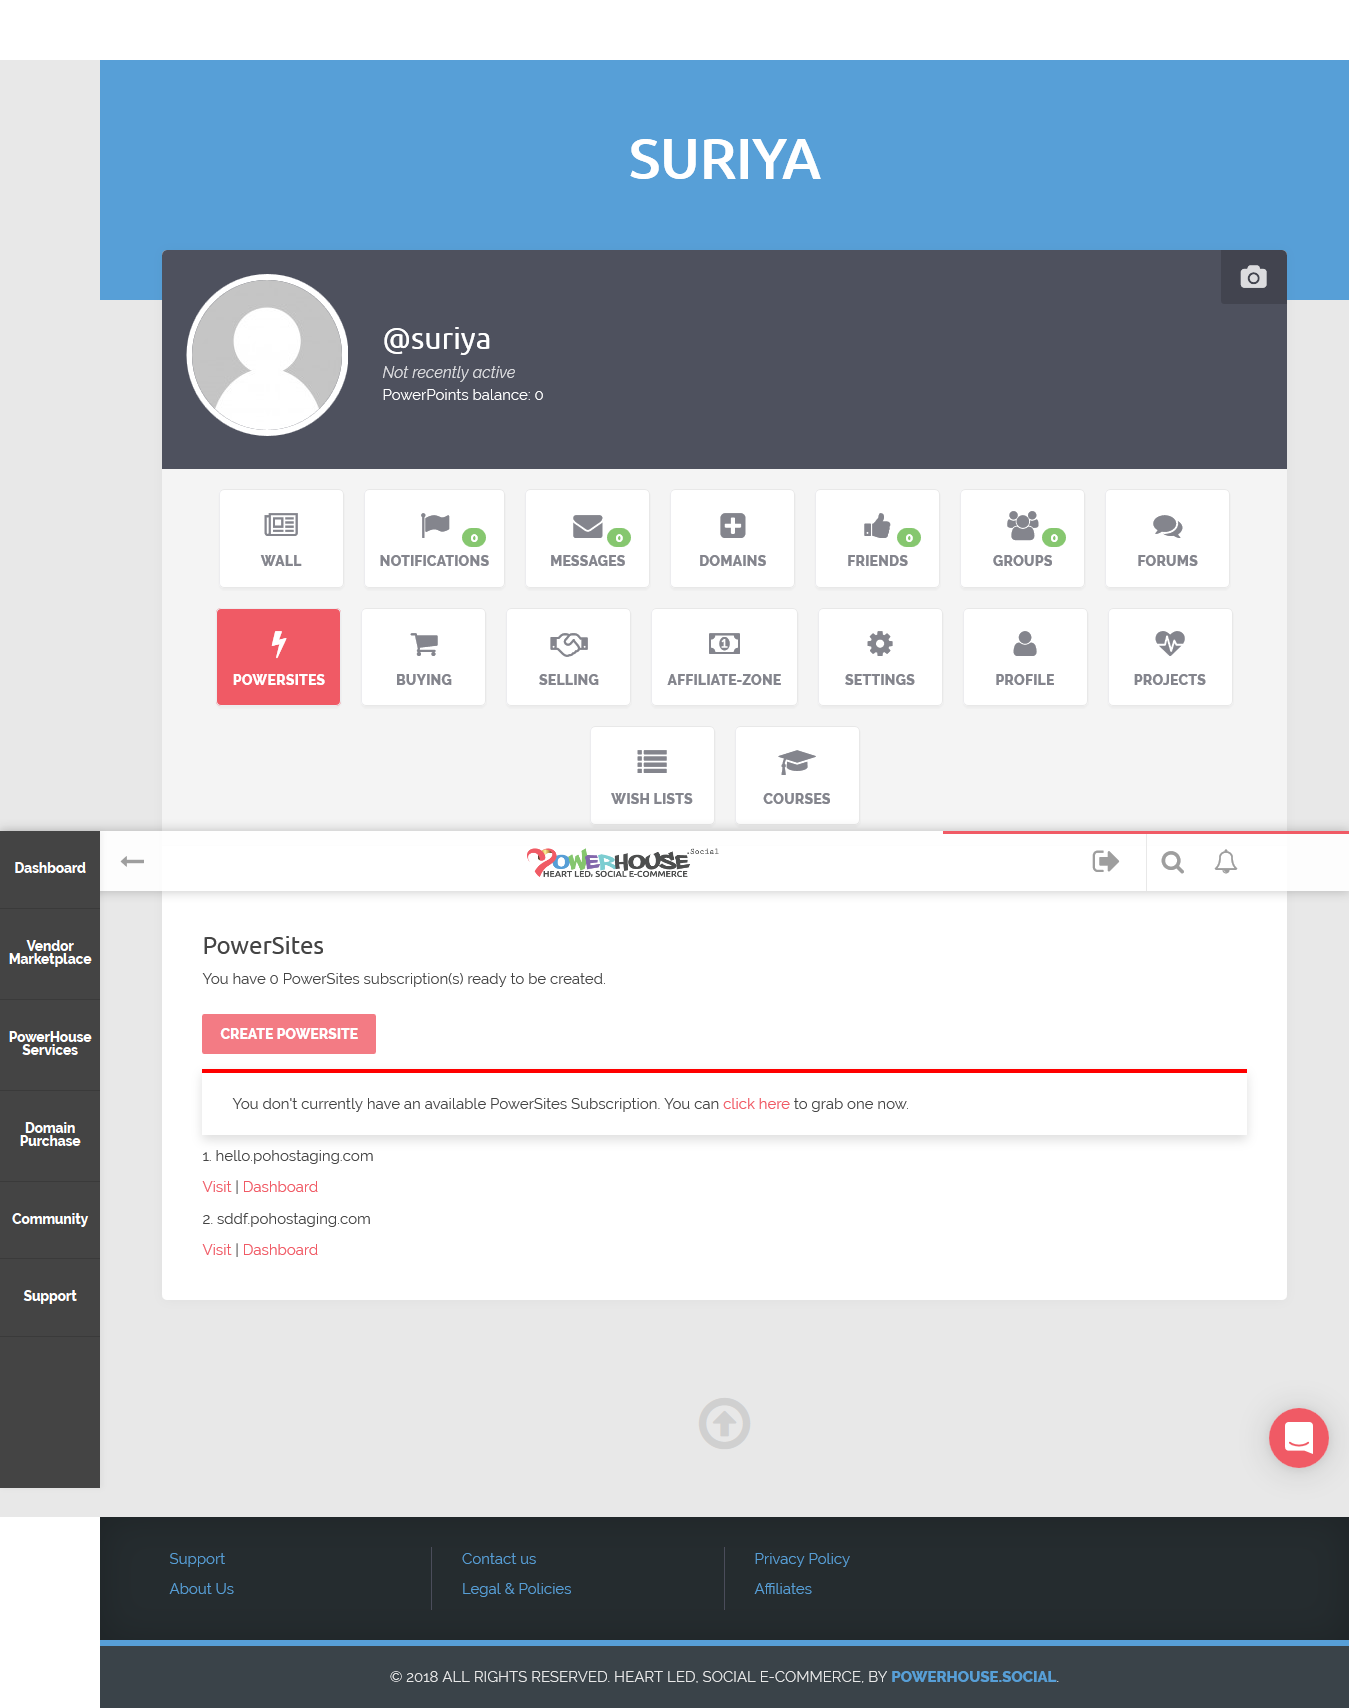 SURIYA
@suriya
Not recently active
PowerPoints balance: 0
WALL
0
NOTIFICATIONS
0
MESSAGES
DOMAINS
0
FRIENDS
0
GROUPS
FORUMS
POWERSITES
BUYING
SELLING
1
AFFILIATE-ZONE
SETTINGS
PROFILE
PROJECTS
WISH LISTS
COURSES
Dashboard
Vendor
Marketplace
PowerHouse
Services
Domain
Purchase
Community
Support
POWERHOUSE.Social
HEART LED, SOCIAL E-COMMERCE
PowerSites
You have 0 PowerSites subscription(s) ready to be created.
CREATE POWERSITE
You don't currently have an available PowerSites Subscription. You can click here to grab one now.
1. hello.pohostaging.com
Visit | Dashboard
2. sddf.pohostaging.com
Visit | Dashboard
Support
About Us
Contact us
Legal & Policies
Privacy Policy
Affiliates
© 2018 ALL RIGHTS RESERVED. HEART LED, SOCIAL E-COMMERCE, BY POWERHOUSE.SOCIAL.